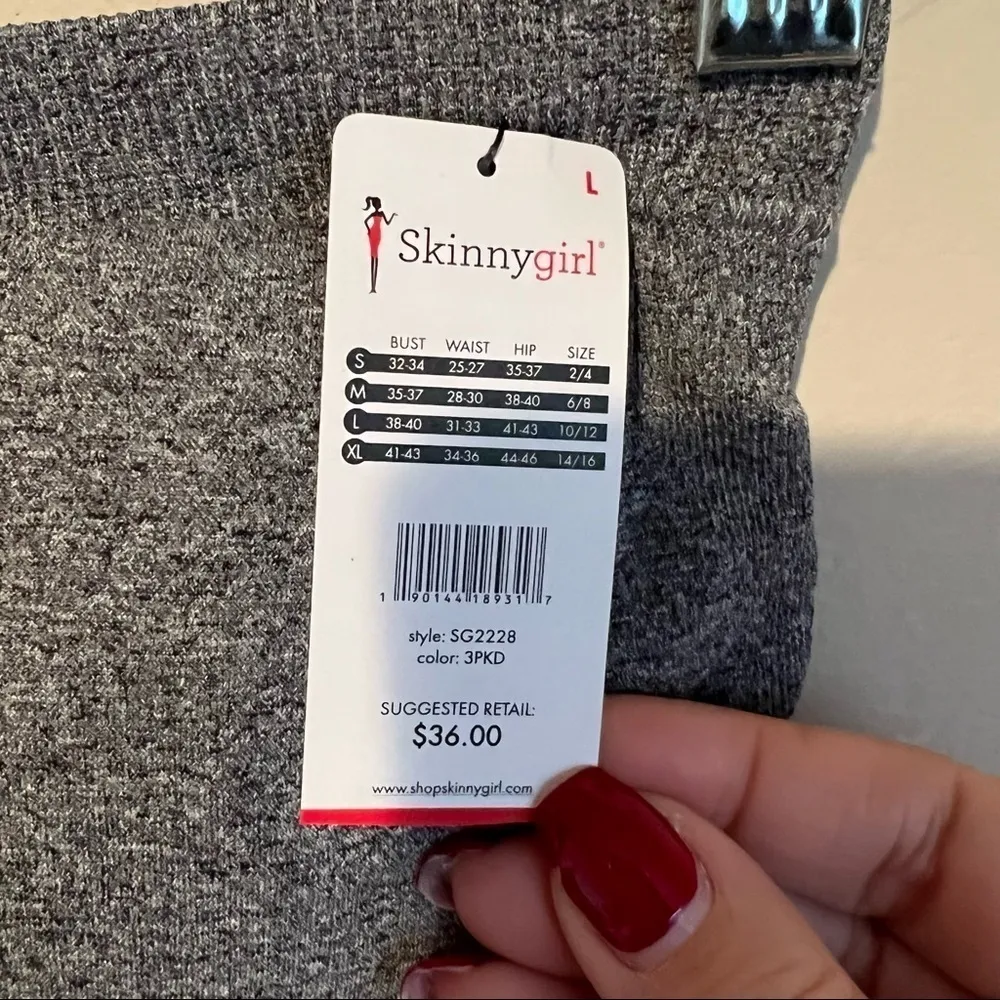 L
Skinnygirl®
BUST WAIST HIP SIZE
S 32-34 25-27 35-37 2/4
M 35-37 28-30 38-40 6/8
L 38-40 31-33 41-43 10/12
XL 41-43 34-36 44-46 14/16
1 90144 18931 7
style: SG2228
color: 3PKD
SUGGESTED RETAIL:
$36.00
www.shopskinnygirl.com